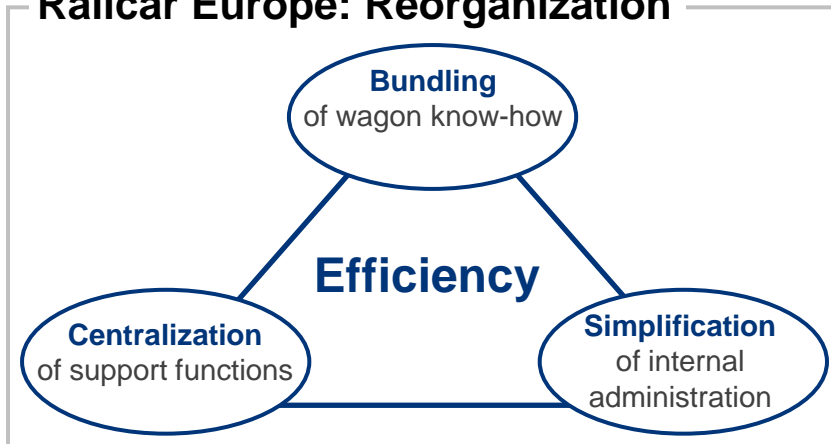 Railcar Europe: Reorganization
Bundling
of wagon know-how
Efficiency
Centralization
of support functions
Simplification
of internal
administration